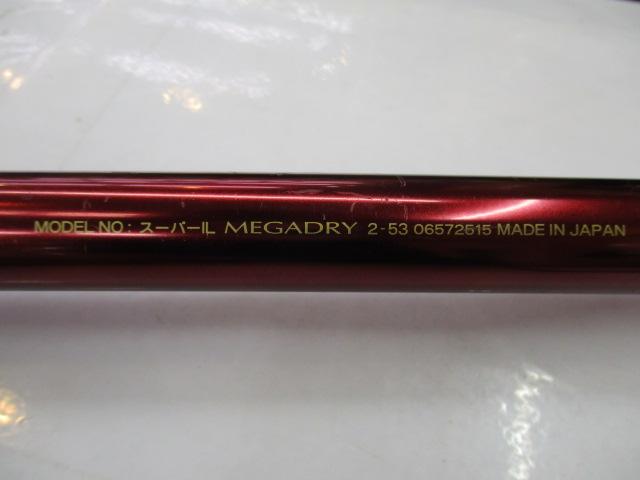 MODEL NO: スーパーIL MEGADRY 2-53 06572515 MADE IN JAPAN